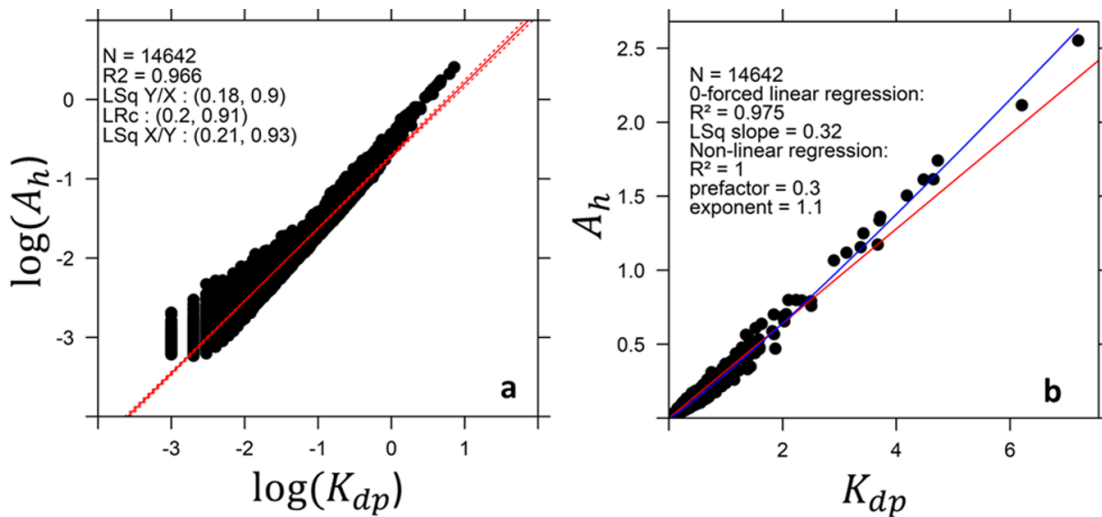 N = 14642
R2 = 0.966
LSq Y/X : (0.18, 0.9)
LRc : (0.2, 0.91)
LSq X/Y : (0.21, 0.93)
0
-1
-2
-3
log(A_h)
a
-3
-2
-1
0
1
2
log(K_dp)
N = 14642
0-forced linear regression:
R² = 0.975
LSq slope = 0.32
Non-linear regression:
R² = 1
prefactor = 0.3
exponent = 1.1
2.5
2.0
1.5
1.0
0.5
A_h
b
2
4
6
K_dp